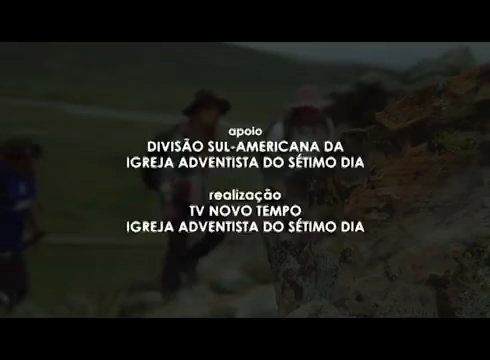 apoio
DIVISÃO SUL-AMERICANA DA
IGREJA ADVENTISTA DO SÉTIMO DIA
realização
TV NOVO TEMPO
IGREJA ADVENTISTA DO SÉTIMO DIA